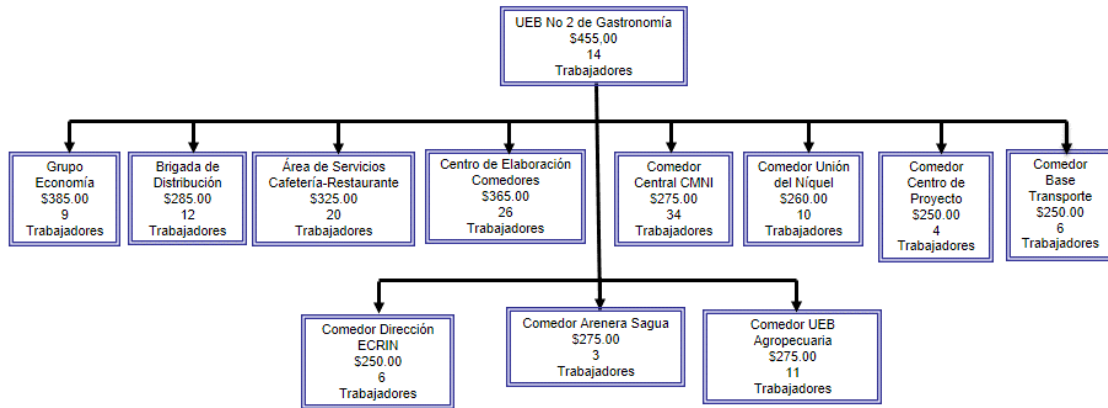 UEB No 2 de Gastronomía
$455,00
14
Trabajadores
Grupo
Economía
$385.00
9
Trabajadores
Brigada de
Distribución
$285.00
12
Trabajadores
Área de Servicios
Cafetería-Restaurante
$325.00
20
Trabajadores
Centro de Elaboración
Comedores
$365.00
26
Trabajadores
Comedor
Central CMNI
$275.00
34
Trabajadores
Comedor Unión
del Níquel
$260.00
10
Trabajadores
Comedor
Centro de
Proyecto
$250.00
4
Trabajadores
Comedor
Base
Transporte
$250.00
6
Trabajadores
Comedor Dirección
ECRIN
$250.00
6
Trabajadores
Comedor Arenera Sagua
$275.00
3
Trabajadores
Comedor UEB
Agropecuaria
$275.00
11
Trabajadores